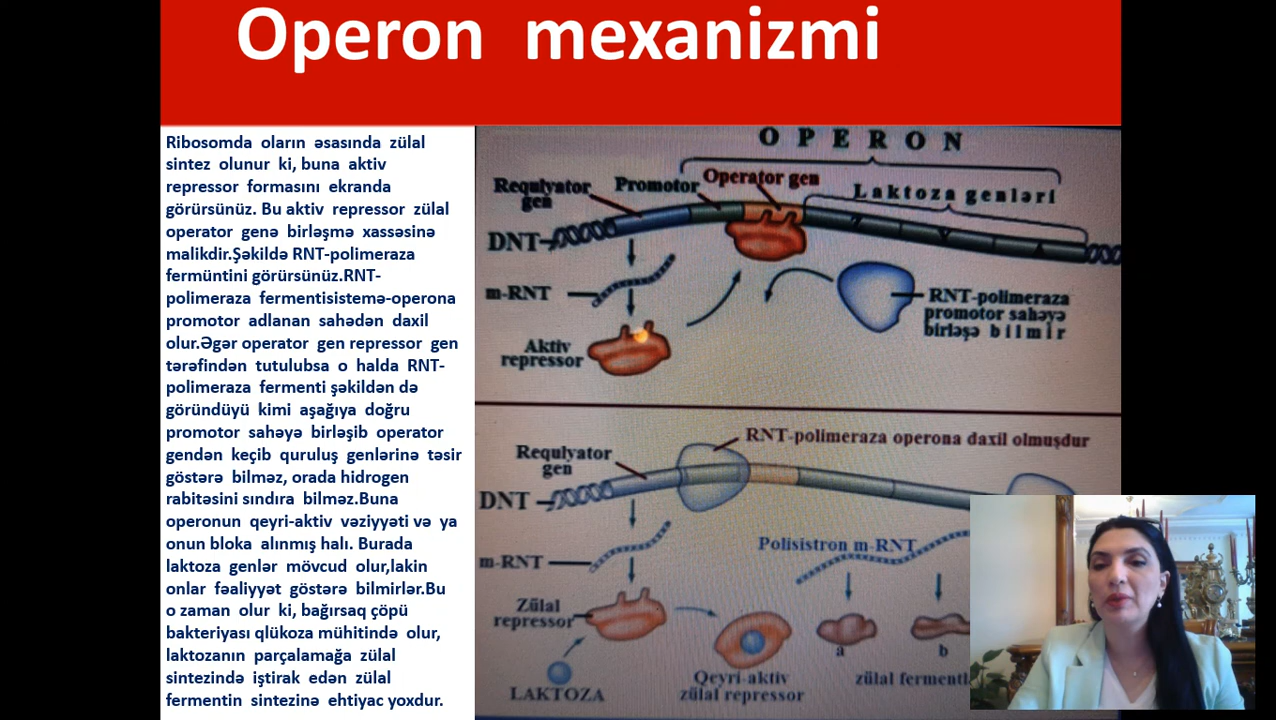 Operon mexanizmi
Ribosomda oların əsasında zülal
sintez olunur ki, buna aktiv
repressor formasını ekranda
görürsünüz. Bu aktiv repressor zülal
operator genə birləşmə xassəsinə
malikdir.Şəkildə RNT-polimeraza
fermüntini görürsünüz.RNT-
polimeraza fermentisistemə-operona
promotor adlanan sahədən daxil
olur.Əgər operator gen repressor gen
tərəfindən tutulubsa o halda RNT-
polimeraza fermenti şəkildən də
göründüyü kimi aşağıya doğru
promotor sahəyə birləşib operator
gendən keçib quruluş genlərinə təsir
göstərə bilməz, orada hidrogen
rabitəsini sındıra bilməz.Buna
operonun qeyri-aktiv vəziyyəti və ya
onun bloka alınmış halı. Burada
laktoza genlər mövcud olur,lakin
onlar fəaliyyət göstərə bilmirlər.Bu
o zaman olur ki, bağırsaq çöpü
bakteriyası qlükoza mühitində olur,
laktozanın parçalamağa zülal
sintezində iştirak edən zülal
fermentin sintezinə ehtiyac yoxdur.
OPERON
Requlyator
gen
Promotor
Operator gen
Laktoza genləri
DNT
m-RNT
Aktiv
repressor
RNT-polimeraza
promotor sahəyə
birləşə bilmir
RNT-polimeraza operona daxil olmuşdur
Requlyator
gen
DNT
m-RNT
Polisistron m-RNT
Zülal
repressor
a
b
LAKTOZA
Qeyri-aktiv
zülal repressor
zülal fermentl